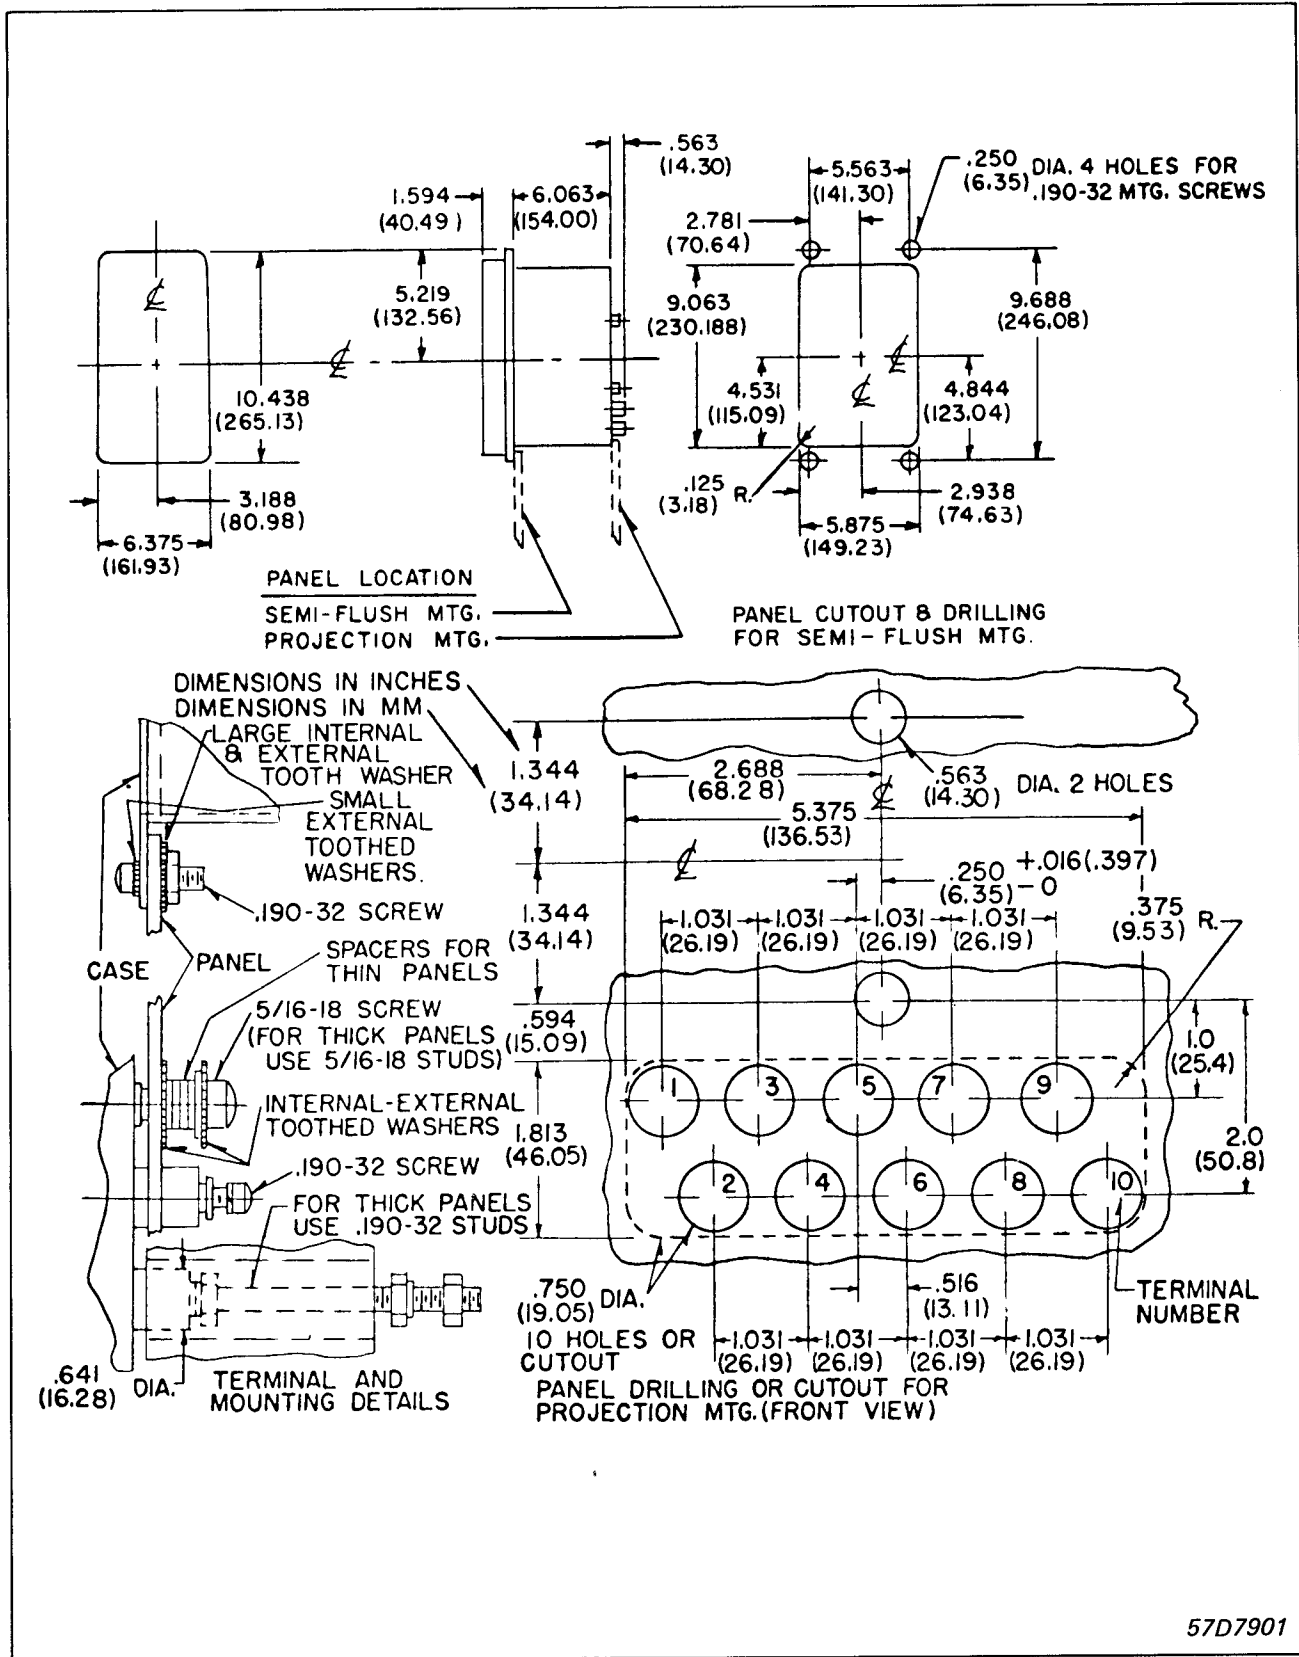 .563
(14.30)
1.594
(40.49)
6.063
(154.00)
5.563
(141.30)
.250
(6.35)
DIA. 4 HOLES FOR
.190-32 MTG. SCREWS
2.781
(70.64)
5.219
(132.56)
9.063
(230.188)
9.688
(246.08)
10.438
(265.13)
4.531
(115.09)
4.844
(123.04)
3.188
(80.98)
6.375
(161.93)
.125
(3.18) R.
2.938
(74.63)
5.875
(149.23)
PANEL LOCATION
SEMI-FLUSH MTG.
PROJECTION MTG.
PANEL CUTOUT & DRILLING
FOR SEMI-FLUSH MTG.
DIMENSIONS IN INCHES
DIMENSIONS IN MM
LARGE INTERNAL
& EXTERNAL
TOOTH WASHER
SMALL
EXTERNAL
TOOTHED
WASHERS.
.190-32 SCREW
CASE
PANEL
SPACERS FOR
THIN PANELS
5/16-18 SCREW
(FOR THICK PANELS
USE 5/16-18 STUDS)
INTERNAL-EXTERNAL
TOOTHED WASHERS
.190-32 SCREW
FOR THICK PANELS
USE .190-32 STUDS
.641
(16.28) DIA.
TERMINAL AND
MOUNTING DETAILS
1.344
(34.14)
1.344
(34.14)
.594
(15.09)
1.813
(46.05)
2.688
(68.28)
.563
(14.30) DIA. 2 HOLES
5.375
(136.53)
.250
(6.35)
+.016(.397)
-0
1.031
(26.19)
1.031
(26.19)
1.031
(26.19)
1.031
(26.19)
.375
(9.53) R.
1.0
(25.4)
2.0
(50.8)
1
3
5
7
9
2
4
6
8
10
.750
(19.05) DIA.
10 HOLES OR
CUTOUT
.516
(13.11)
1.031
(26.19)
1.031
(26.19)
1.031
(26.19)
1.031
(26.19)
TERMINAL
NUMBER
PANEL DRILLING OR CUTOUT FOR
PROJECTION MTG.(FRONT VIEW)
57D7901